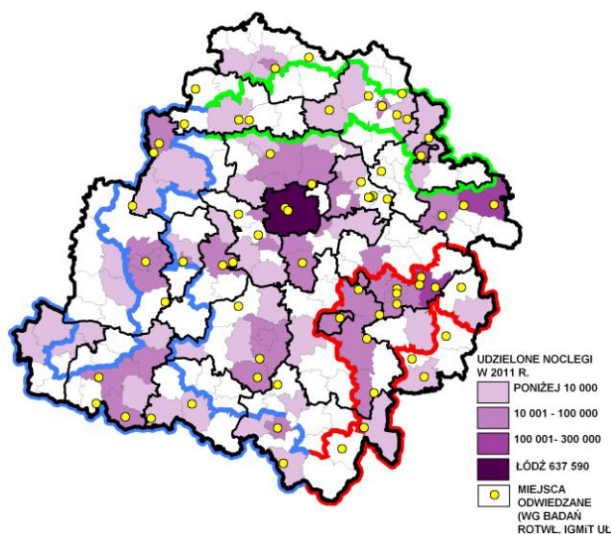 UDZIELONE NOCLEGI
W 2011 R.
PONIŻEJ 10 000
10 001 - 100 000
100 001- 300 000
ŁÓDŹ 637 590
MIEJSCA
ODWIEDZANE
(WG BADAŃ
ROTWŁ, IGMiT UŁ